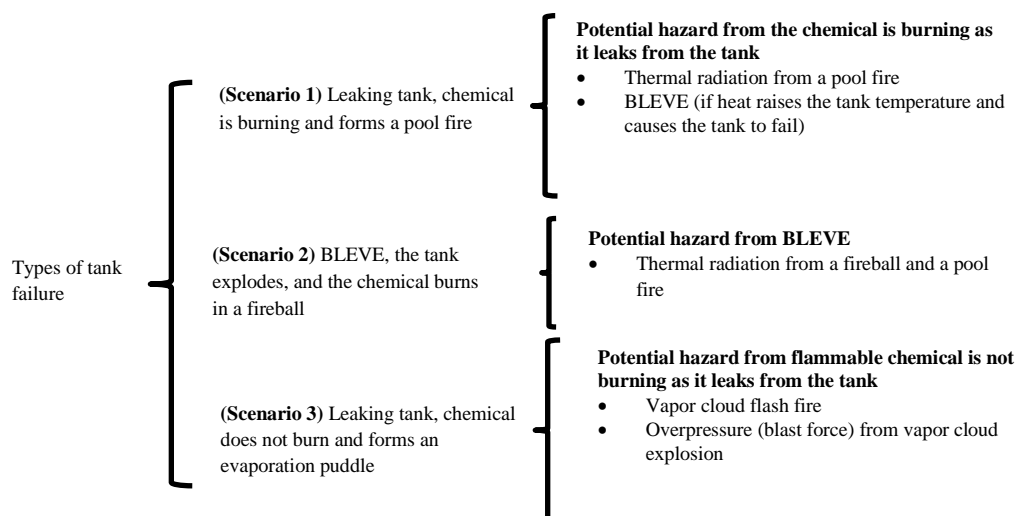 Types of tank
failure
(Scenario 1) Leaking tank, chemical
is burning and forms a pool fire
Potential hazard from the chemical is burning as
it leaks from the tank
• Thermal radiation from a pool fire
• BLEVE (if heat raises the tank temperature and
causes the tank to fail)
(Scenario 2) BLEVE, the tank
explodes, and the chemical burns
in a fireball
Potential hazard from BLEVE
• Thermal radiation from a fireball and a pool
fire
(Scenario 3) Leaking tank, chemical
does not burn and forms an
evaporation puddle
Potential hazard from flammable chemical is not
burning as it leaks from the tank
• Vapor cloud flash fire
• Overpressure (blast force) from vapor cloud
explosion